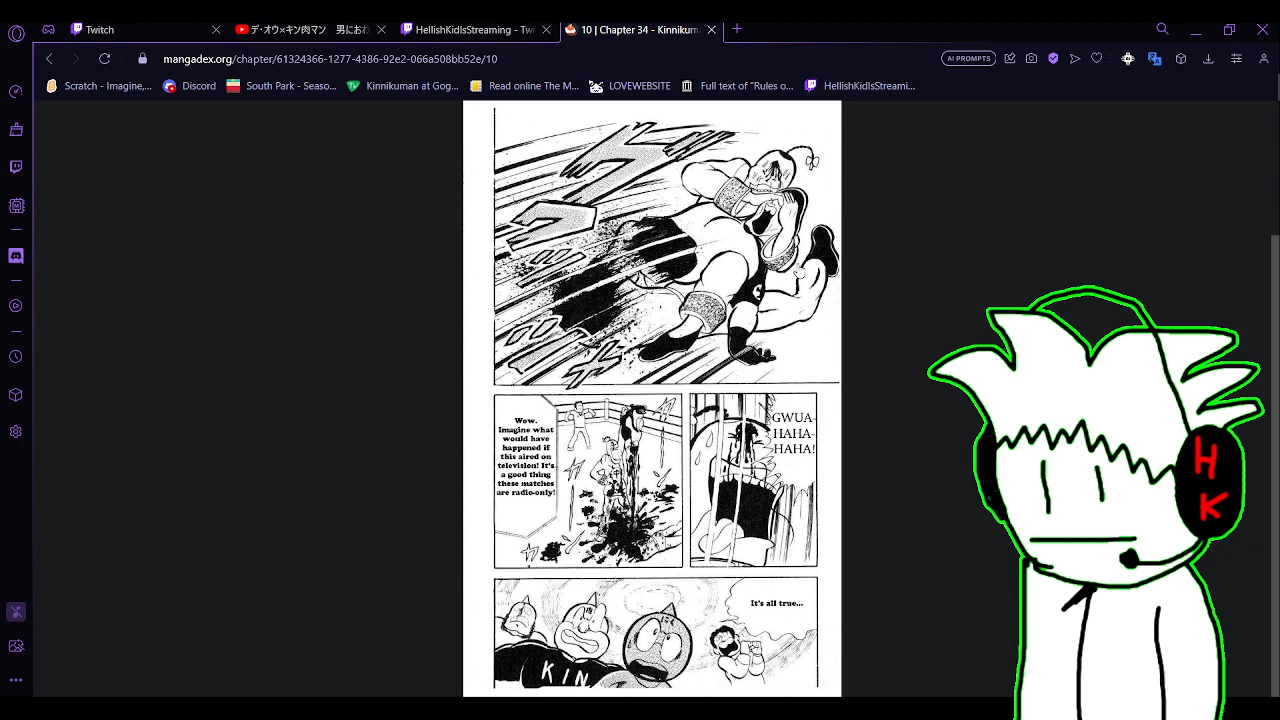 Twitch
デ・オウ×キン肉マン 男におわ
HellishKidIsStreaming - Twi
10 | Chapter 34 - Kinnikum
mangadex.org/chapter/61324366-1277-4386-92e2-066a508bb52e/10
AI PROMPTS
Scratch - Imagine,...
Discord
South Park - Seaso...
Kinnikuman at Gog...
Read online The M...
LOVEWEBSITE
Full text of "Rules o...
HellishKidIsStreami...
Wow.
Imagine what
would have
happened if
this aired on
television! It's
a good thing
these matches
are radio-only!
GWUA-
HAHA-
HAHA!
It's all true...
KIN
H
K